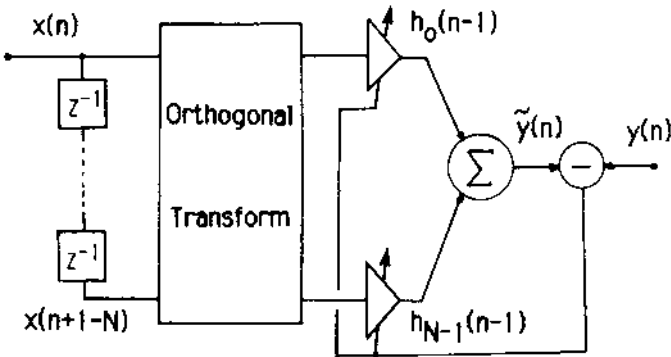 x(n)
z⁻¹
Orthogonal
Transform
z⁻¹
x(n+1-N)
h₀(n-1)
Σ
ỹ(n)
−
y(n)
h_{N-1}(n-1)